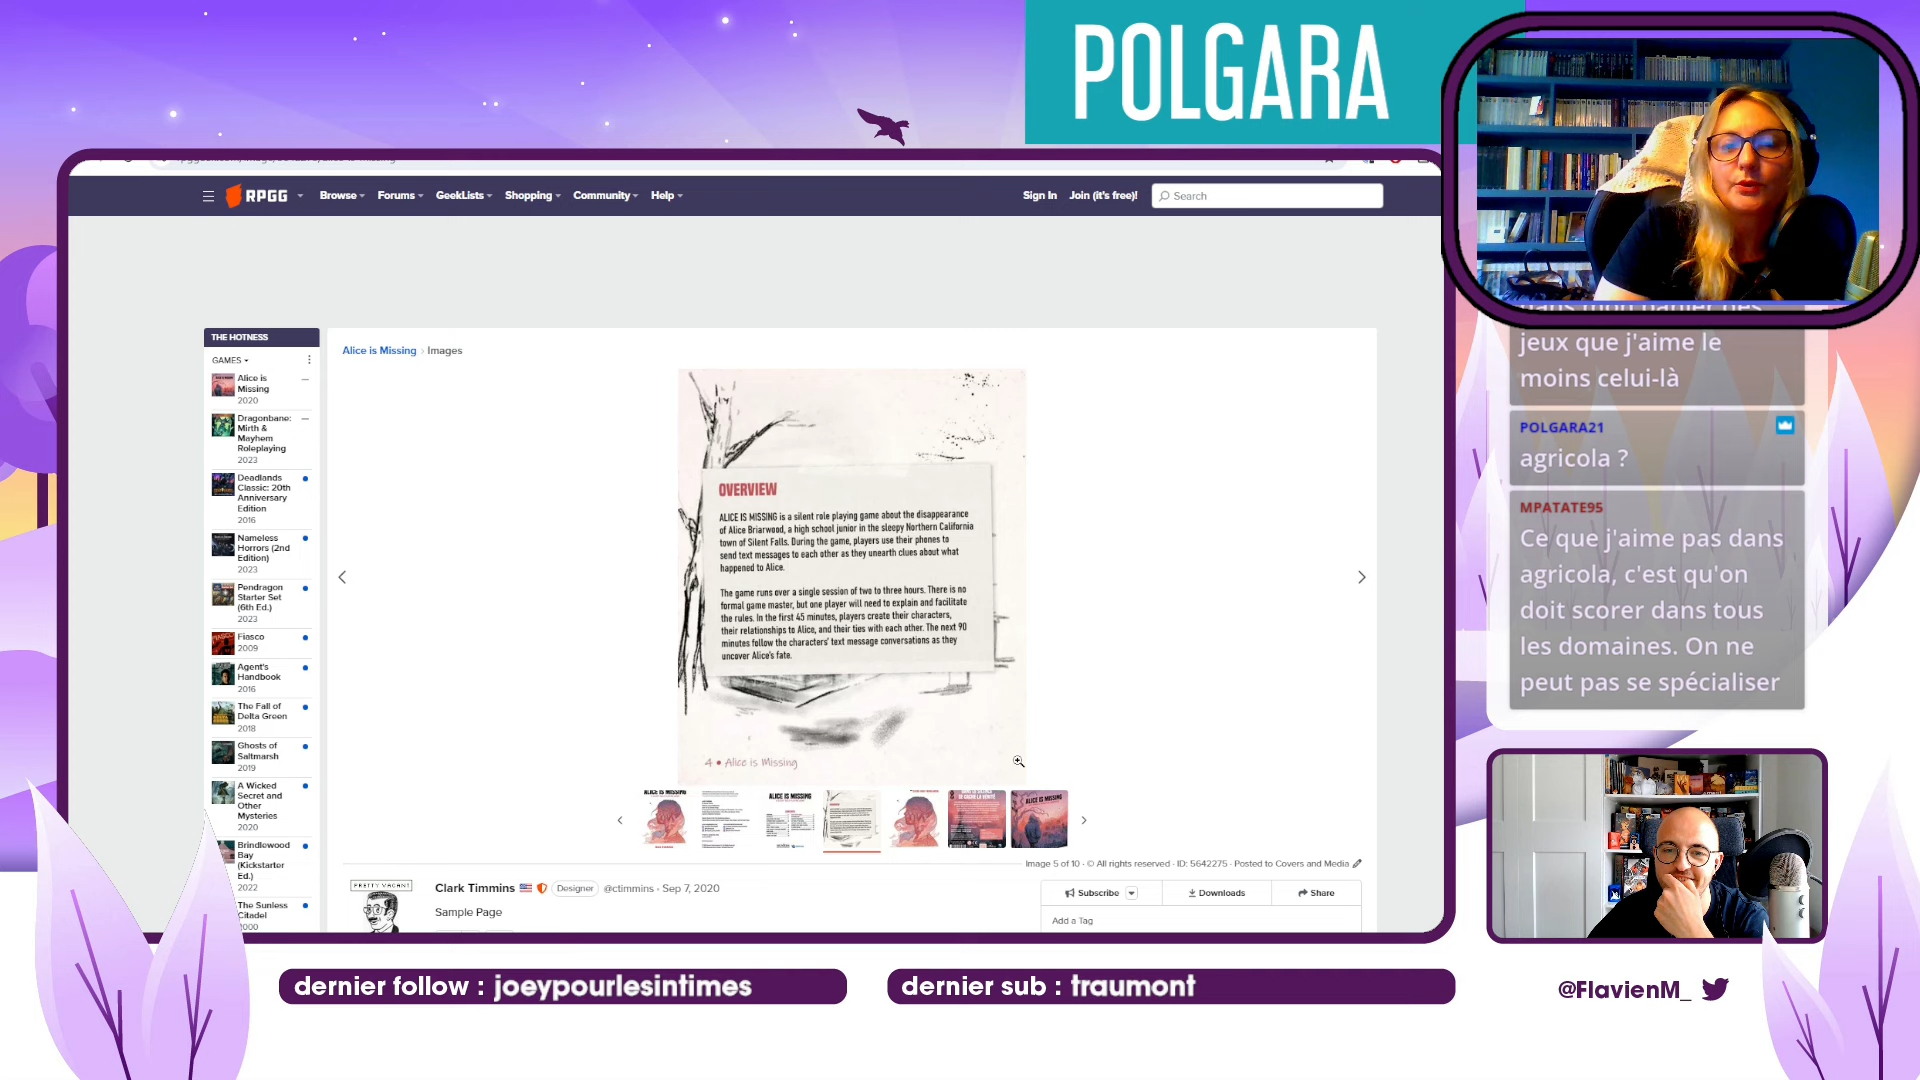 POLGARA
RPGG
Browse
Forums
GeekLists
Shopping
Community
Help
Sign In
Join (it's free)!
Search
THE HOTNESS
GAMES
Alice is
Missing
2020
Dragonbane:
Mirth &
Mayhem
Roleplaying
2023
Deadlands
Classic: 20th
Anniversary
Edition
2016
Nameless
Horrors (2nd
Edition)
2023
Pendragon
Starter Set
(6th Ed.)
2023
Fiasco
2009
Agent's
Handbook
2016
The Fall of
Delta Green
2018
Ghosts of
Saltmarsh
2019
A Wicked
Secret and
Other
Mysteries
2020
Brindlewood
Bay
(Kickstarter
Ed.)
2022
The Sunless
Citadel
Alice is Missing › Images
OVERVIEW
ALICE IS MISSING is a silent role playing game about the disappearance
of Alice Briarwood, a high school junior in the sleepy Northern California
town of Silent Falls. During the game, players use their phones to
send text messages to each other as they unearth clues about what
happened to Alice.
The game runs over a single session of two to three hours. There is no
formal game master, but one player will need to explain and facilitate
the rules. In the first 45 minutes, players create their characters,
their relationships to Alice, and their ties with each other. The next 90
minutes follow the characters' text message conversations as they
uncover Alice's fate.
4 • Alice is Missing
ALICE IS MISSING
ALICE IS MISSING
ALICE IS MISSING
Image 5 of 10 · © All rights reserved · ID: 5642275 · Posted to Covers and Media
PRETTY VACANT
Clark Timmins
Designer
@ctimmins · Sep 7, 2020
Sample Page
Subscribe
Downloads
Share
Add a Tag
jeux que j'aime le
moins celui-là
POLGARA21
agricola ?
MPATATE95
Ce que j'aime pas dans
agricola, c'est qu'on
doit scorer dans tous
les domaines. On ne
peut pas se spécialiser
dernier follow : joeypourlesintimes
dernier sub : traumont
@FlavienM_